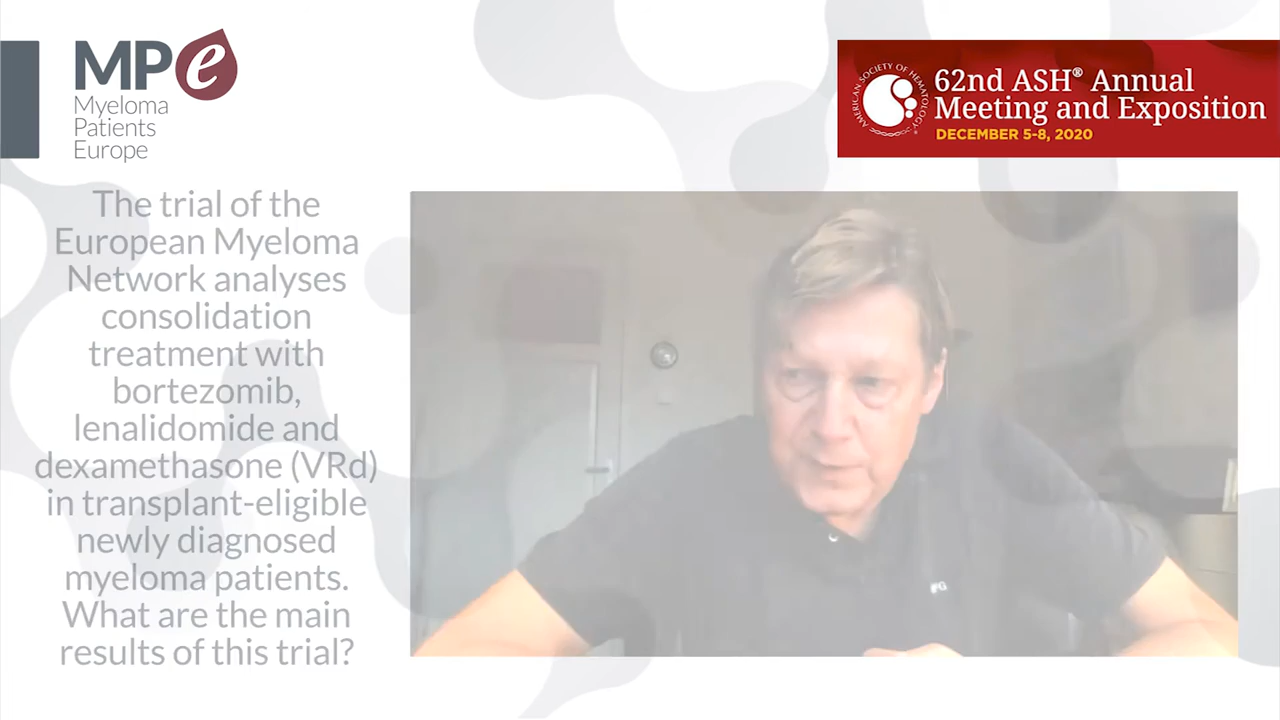 MPe
Myeloma
Patients
Europe
AMERICAN SOCIETY OF HEMATOLOGY
62nd ASH® Annual
Meeting and Exposition
DECEMBER 5-8, 2020
The trial of the
European Myeloma
Network analyses
consolidation
treatment with
bortezomib,
lenalidomide and
dexamethasone (VRd)
in transplant-eligible
newly diagnosed
myeloma patients.
What are the main
results of this trial?